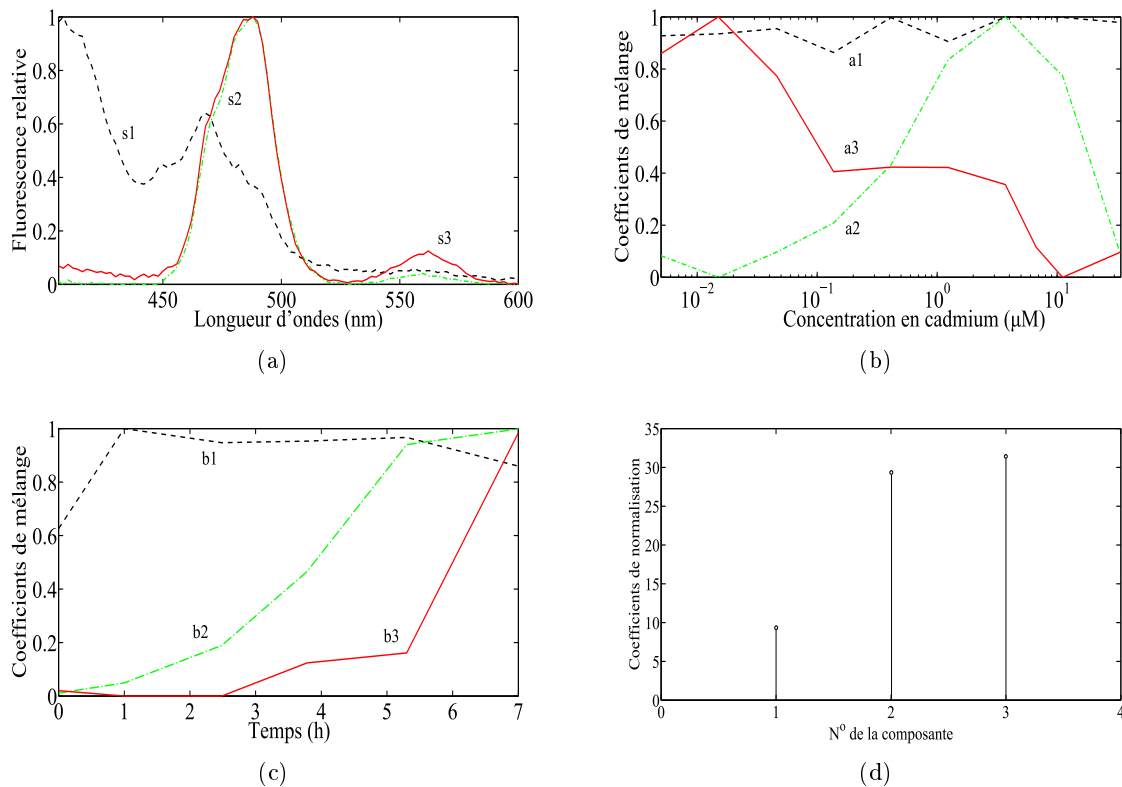 Fluorescence relative
1
0.8
0.6
0.4
0.2
0
s1
s2
s3
450
500
550
600
Longueur d'ondes (nm)
(a)
Coefficients de mélange
1
0.8
0.6
0.4
0.2
0
a1
a3
a2
10⁻²
10⁻¹
10⁰
10¹
Concentration en cadmium (µM)
(b)
Coefficients de mélange
1
0.8
0.6
0.4
0.2
0
b1
b2
b3
0
1
2
3
4
5
6
7
Temps (h)
(c)
Coefficients de normalisation
35
30
25
20
15
10
5
0
0
1
2
3
4
Nº de la composante
(d)